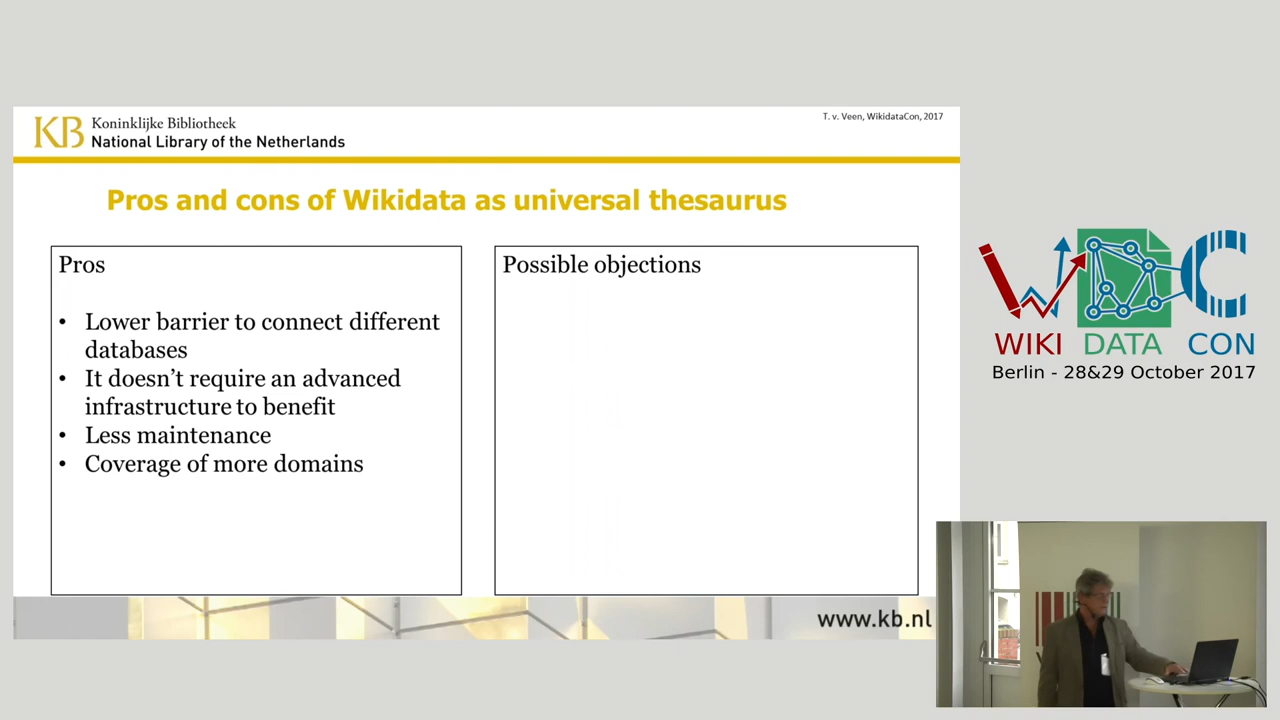 KB Koninklijke Bibliotheek
National Library of the Netherlands
T. v. Veen, WikidataCon, 2017
Pros and cons of Wikidata as universal thesaurus
Pros
• Lower barrier to connect different
databases
• It doesn’t require an advanced
infrastructure to benefit
• Less maintenance
• Coverage of more domains
Possible objections
www.kb.nl
WDC
WIKI DATA CON
Berlin - 28&29 October 2017